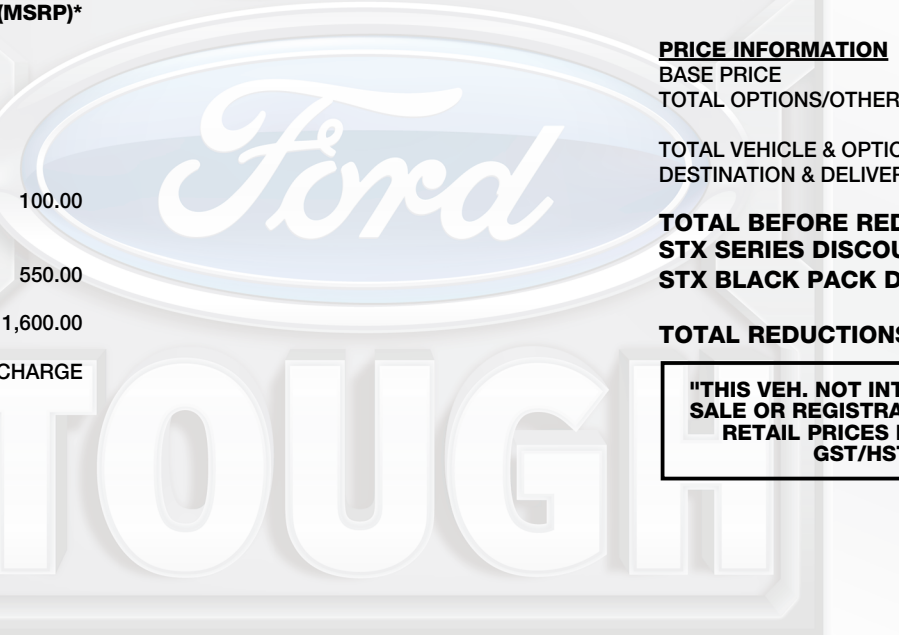 (MSRP)*
100.00
550.00
1,600.00
CHARGE
Ford
TOUGH
PRICE INFORMATION
BASE PRICE
TOTAL OPTIONS/OTHER
TOTAL VEHICLE & OPTIO
DESTINATION & DELIVER
TOTAL BEFORE RED
STX SERIES DISCOU
STX BLACK PACK D
TOTAL REDUCTIONS
"THIS VEH. NOT INT
SALE OR REGISTRA
RETAIL PRICES
GST/HST